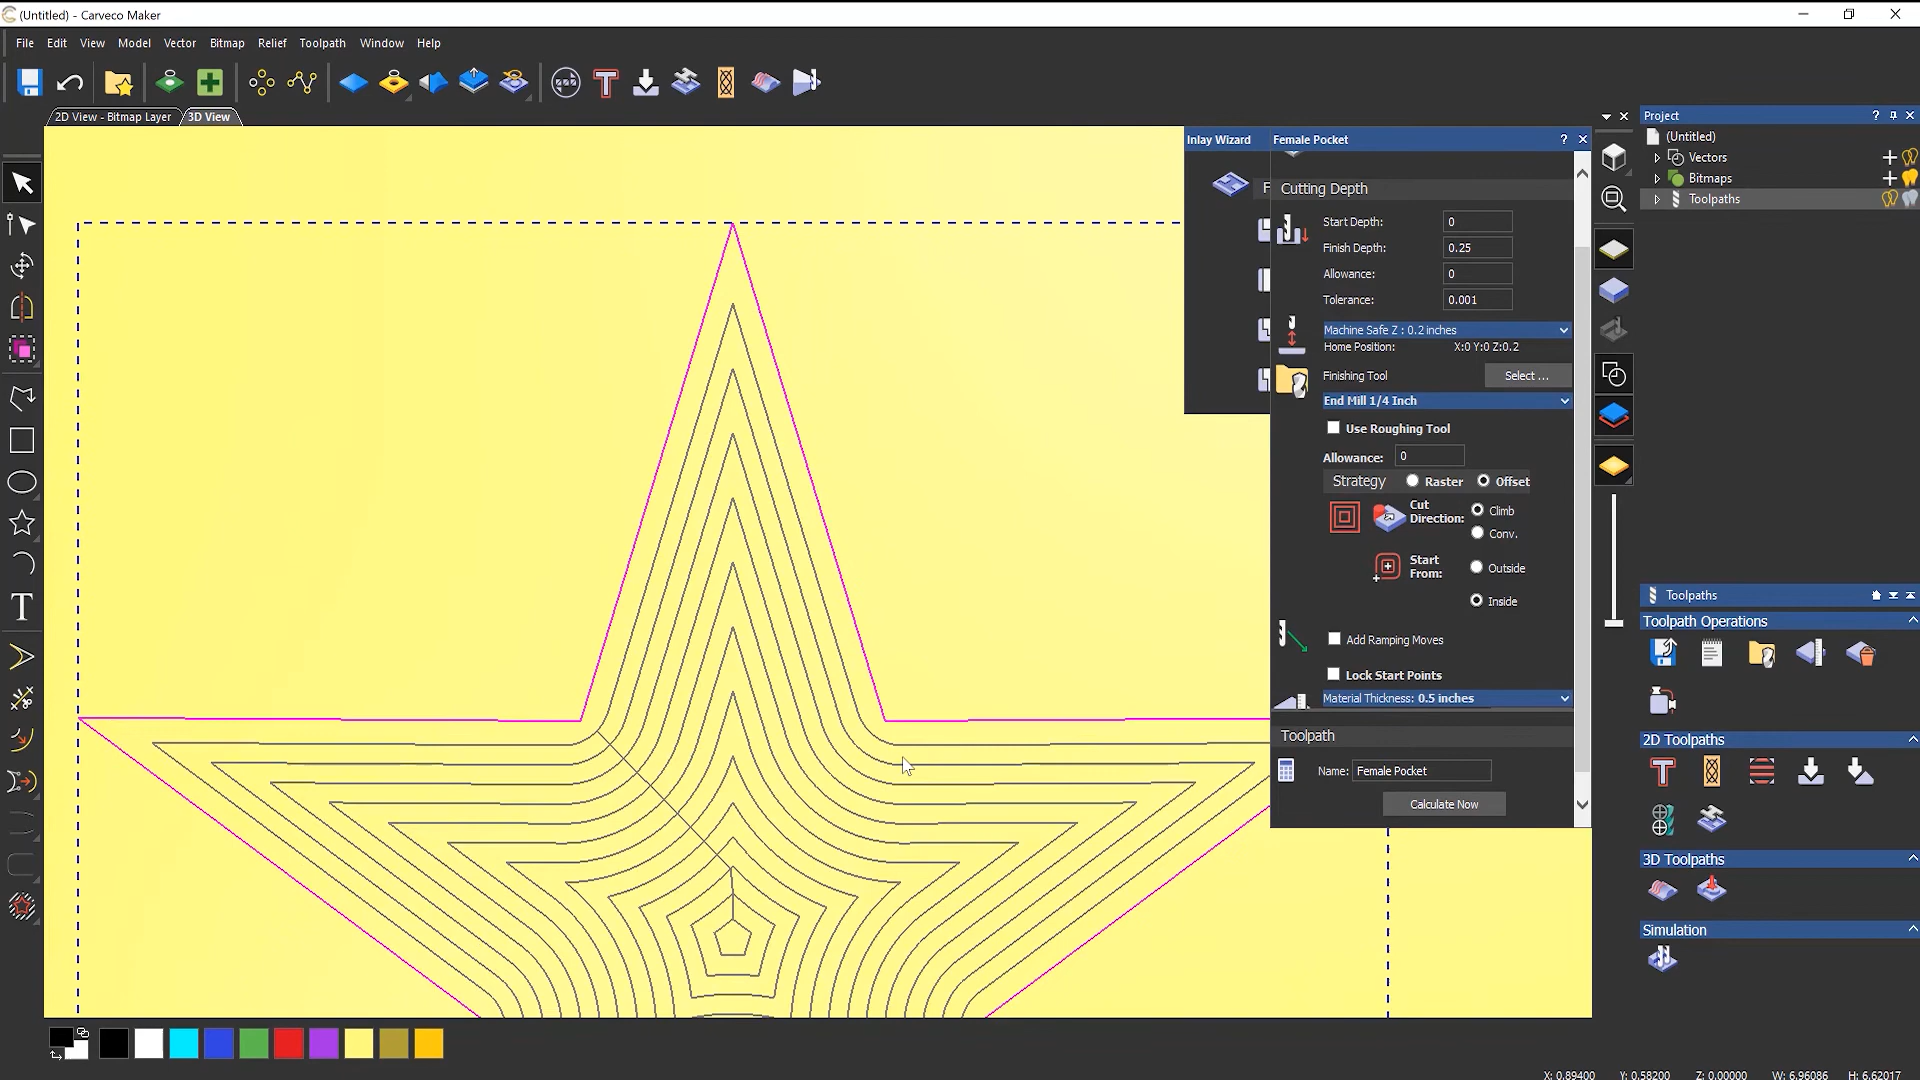 (Untitled) - Carveco Maker
File Edit View Model Vector Bitmap Relief Toolpath Window Help
2D View - Bitmap Layer 3D View
Inlay Wizard
F
Female Pocket
Cutting Depth
Start Depth: 0
Finish Depth: 0.25
Allowance: 0
Tolerance: 0.001
Machine Safe Z : 0.2 inches
Home Position: X:0 Y:0 Z:0.2
Finishing Tool Select ...
End Mill 1/4 Inch
Use Roughing Tool
Allowance: 0
Strategy Raster Offset
Cut Direction: Climb
Conv.
Start From: Outside
Inside
Add Ramping Moves
Lock Start Points
Material Thickness: 0.5 inches
Toolpath
Name: Female Pocket
Calculate Now
Project
(Untitled)
Vectors
Bitmaps
Toolpaths
Toolpaths
Toolpath Operations
2D Toolpaths
3D Toolpaths
Simulation
X: 0.89400 Y: 0.58200 Z: 0.00000 W: 6.96086 H: 6.62017